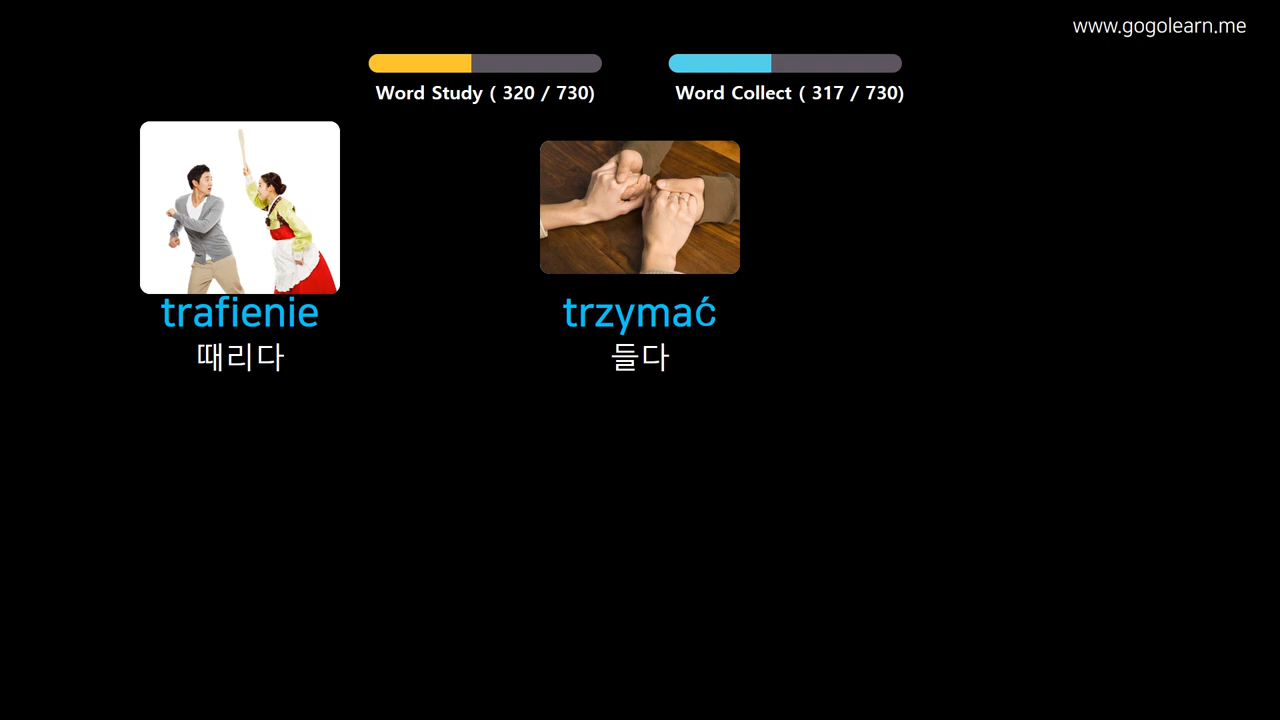 www.gogolearn.me
Word Study ( 320 / 730)
Word Collect ( 317 / 730)
trafienie
때리다
trzymać
들다